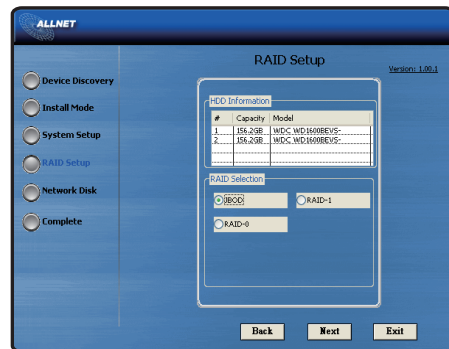 ALLNET
RAID Setup
Version: 1.00.1
Device Discovery
Install Mode
System Setup
RAID Setup
Network Disk
Complete
HDD Information
# Capacity Model
1 156.2GB WDC WD1600BEVS-
2 156.2GB WDC WD1600BEVS-
RAID Selection
JBOD RAID-1
RAID-0
Back Next Exit